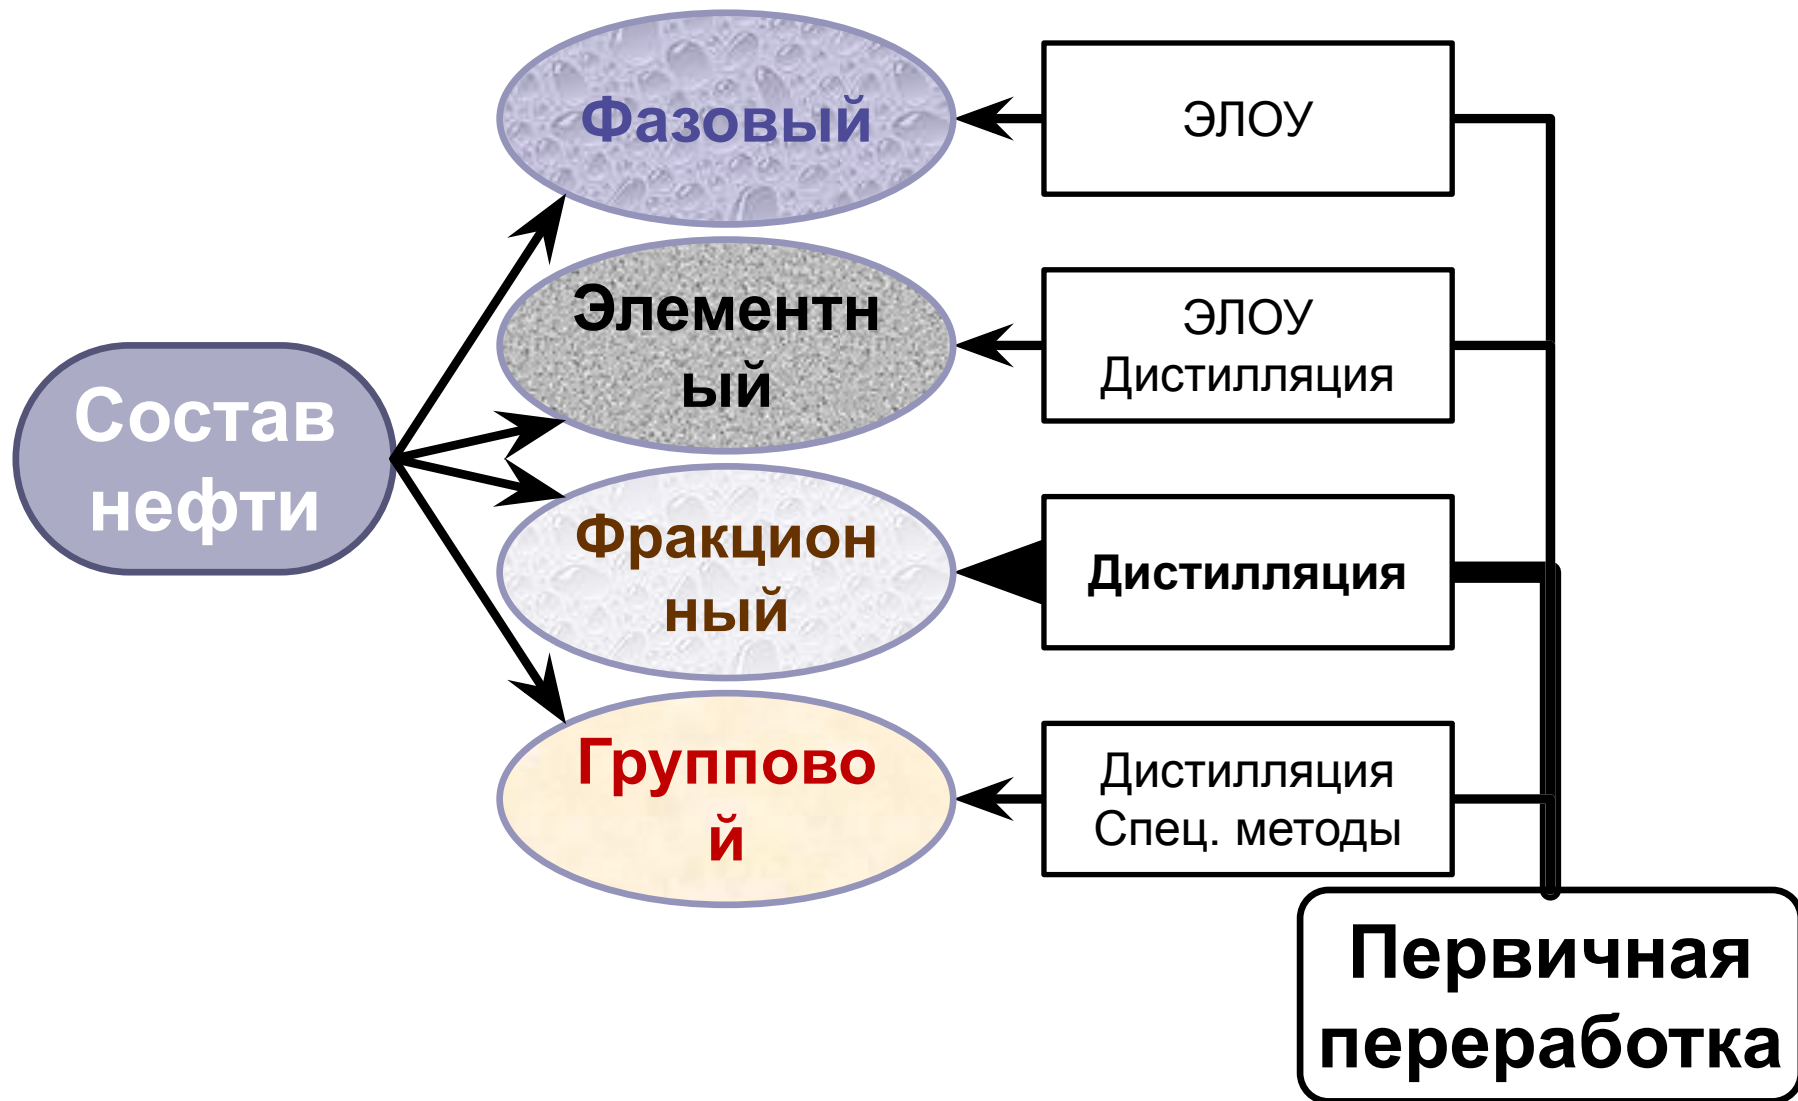 Состав
нефти
Фазовый
Элементн
ый
Фракцион
ный
Группово
й
ЭЛОУ
ЭЛОУ
Дистилляция
Дистилляция
Дистилляция
Спец. методы
Первичная
переработка